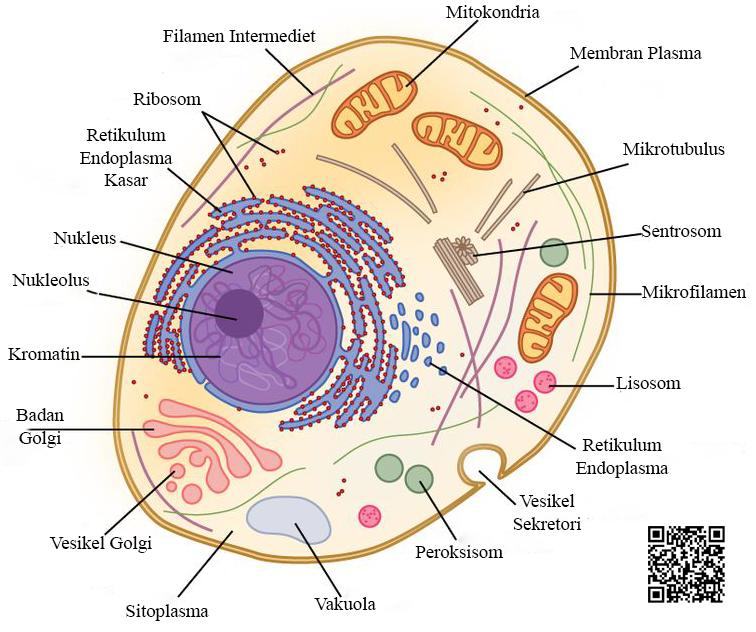 Mitokondria
Filamen Intermediet
Membran Plasma
Ribosom
Retikulum
Endoplasma
Kasar
Mikrotubulus
Nukleus
Sentrosom
Nukleolus
Mikrofilamen
Kromatin
Lisosom
Badan
Golgi
Retikulum
Endoplasma
Vesikel
Sekretori
Vesikel Golgi
Peroksisom
Sitoplasma
Vakuola